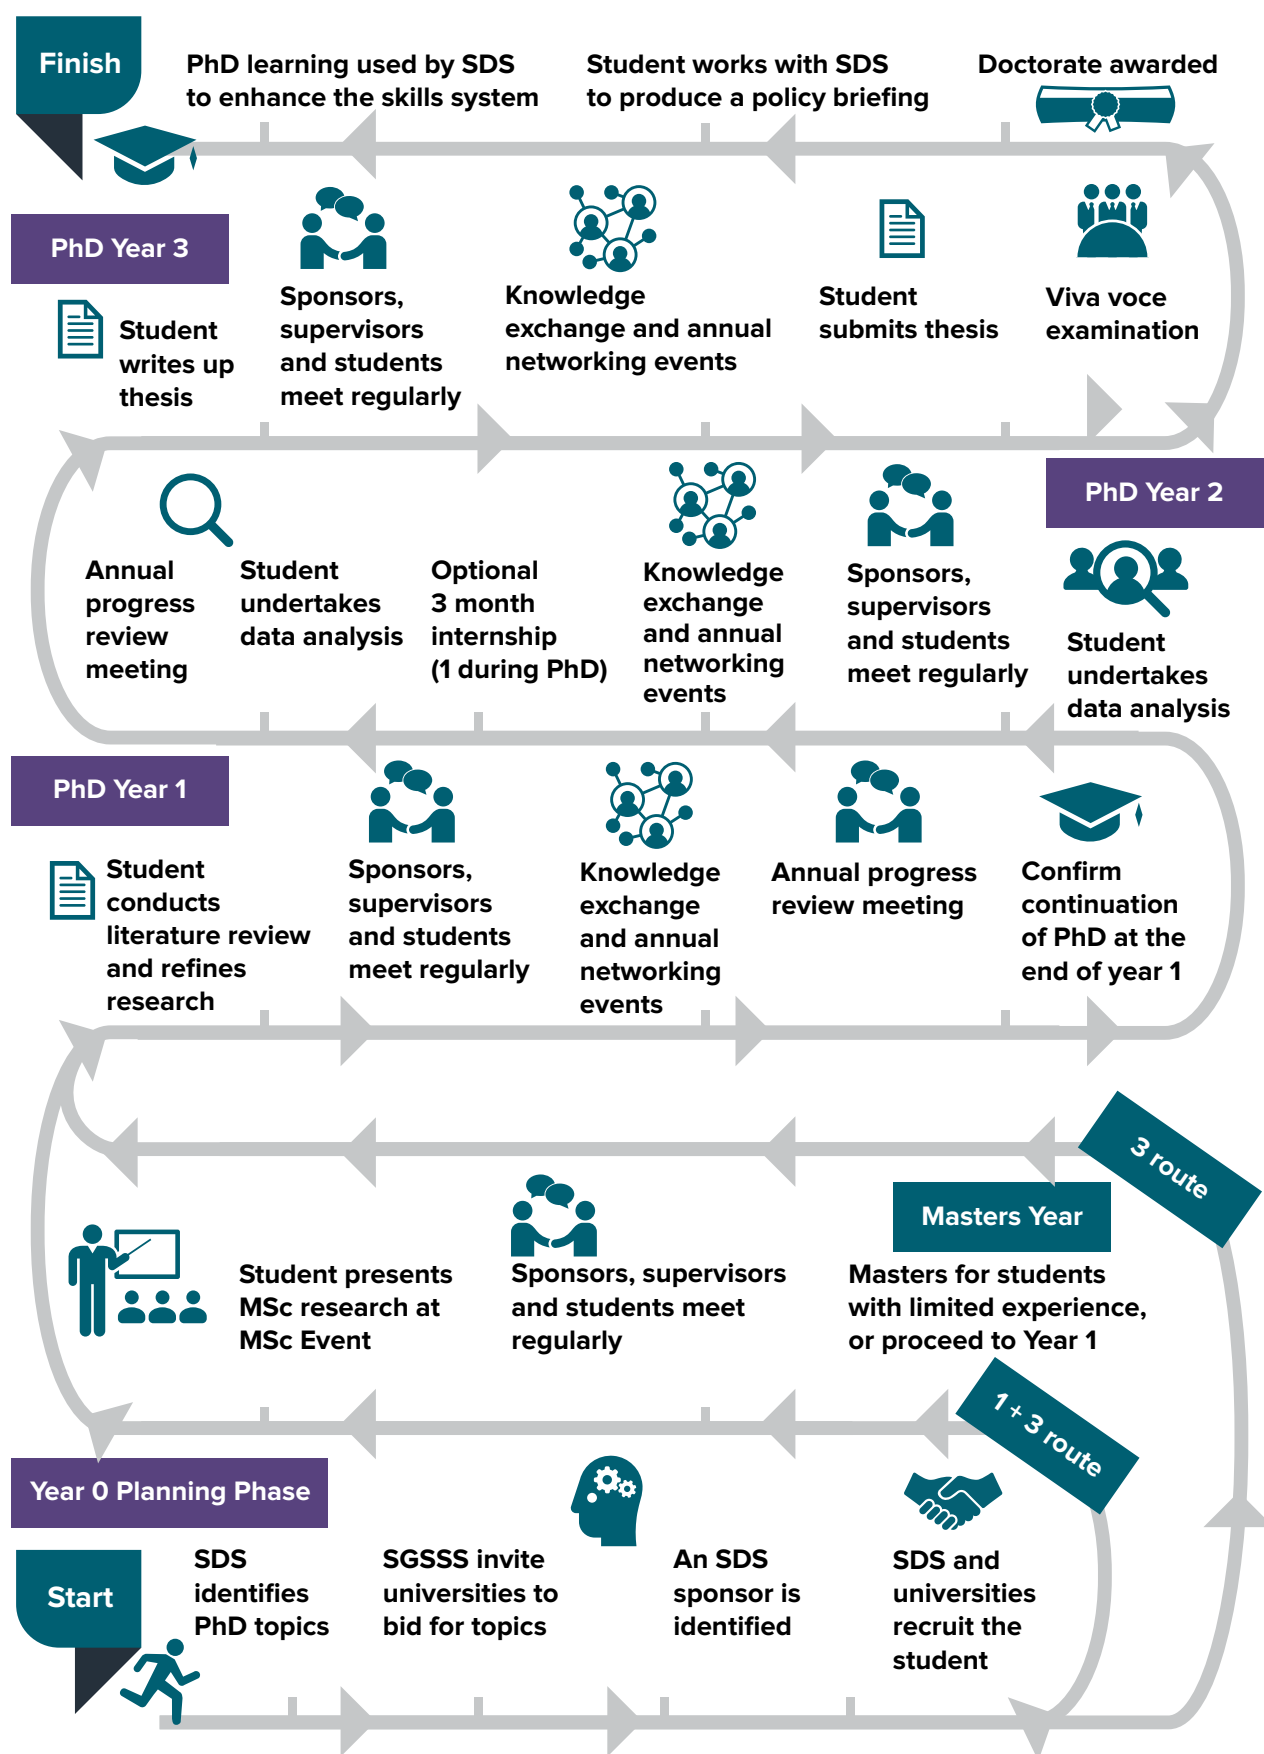 Finish
PhD learning used by SDS
to enhance the skills system
Student works with SDS
to produce a policy briefing
Doctorate awarded
PhD Year 3
Student
writes up
thesis
Sponsors,
supervisors
and students
meet regularly
Knowledge
exchange and annual
networking events
Student
submits thesis
Viva voce
examination
Annual
progress
review
meeting
Student
undertakes
data analysis
Optional
3 month
internship
(1 during PhD)
Knowledge
exchange
and annual
networking
events
Sponsors,
supervisors
and students
meet regularly
PhD Year 2
Student
undertakes
data analysis
PhD Year 1
Student
conducts
literature review
and refines
research
Sponsors,
supervisors
and students
meet regularly
Knowledge
exchange
and annual
networking
events
Annual progress
review meeting
Confirm
continuation
of PhD at the
end of year 1
3 route
Masters Year
Student presents
MSc research at
MSc Event
Sponsors, supervisors
and students meet
regularly
Masters for students
with limited experience,
or proceed to Year 1
1 + 3 route
Year 0 Planning Phase
Start
SDS
identifies
PhD topics
SGSSS invite
universities to
bid for topics
An SDS
sponsor is
identified
SDS and
universities
recruit the
student